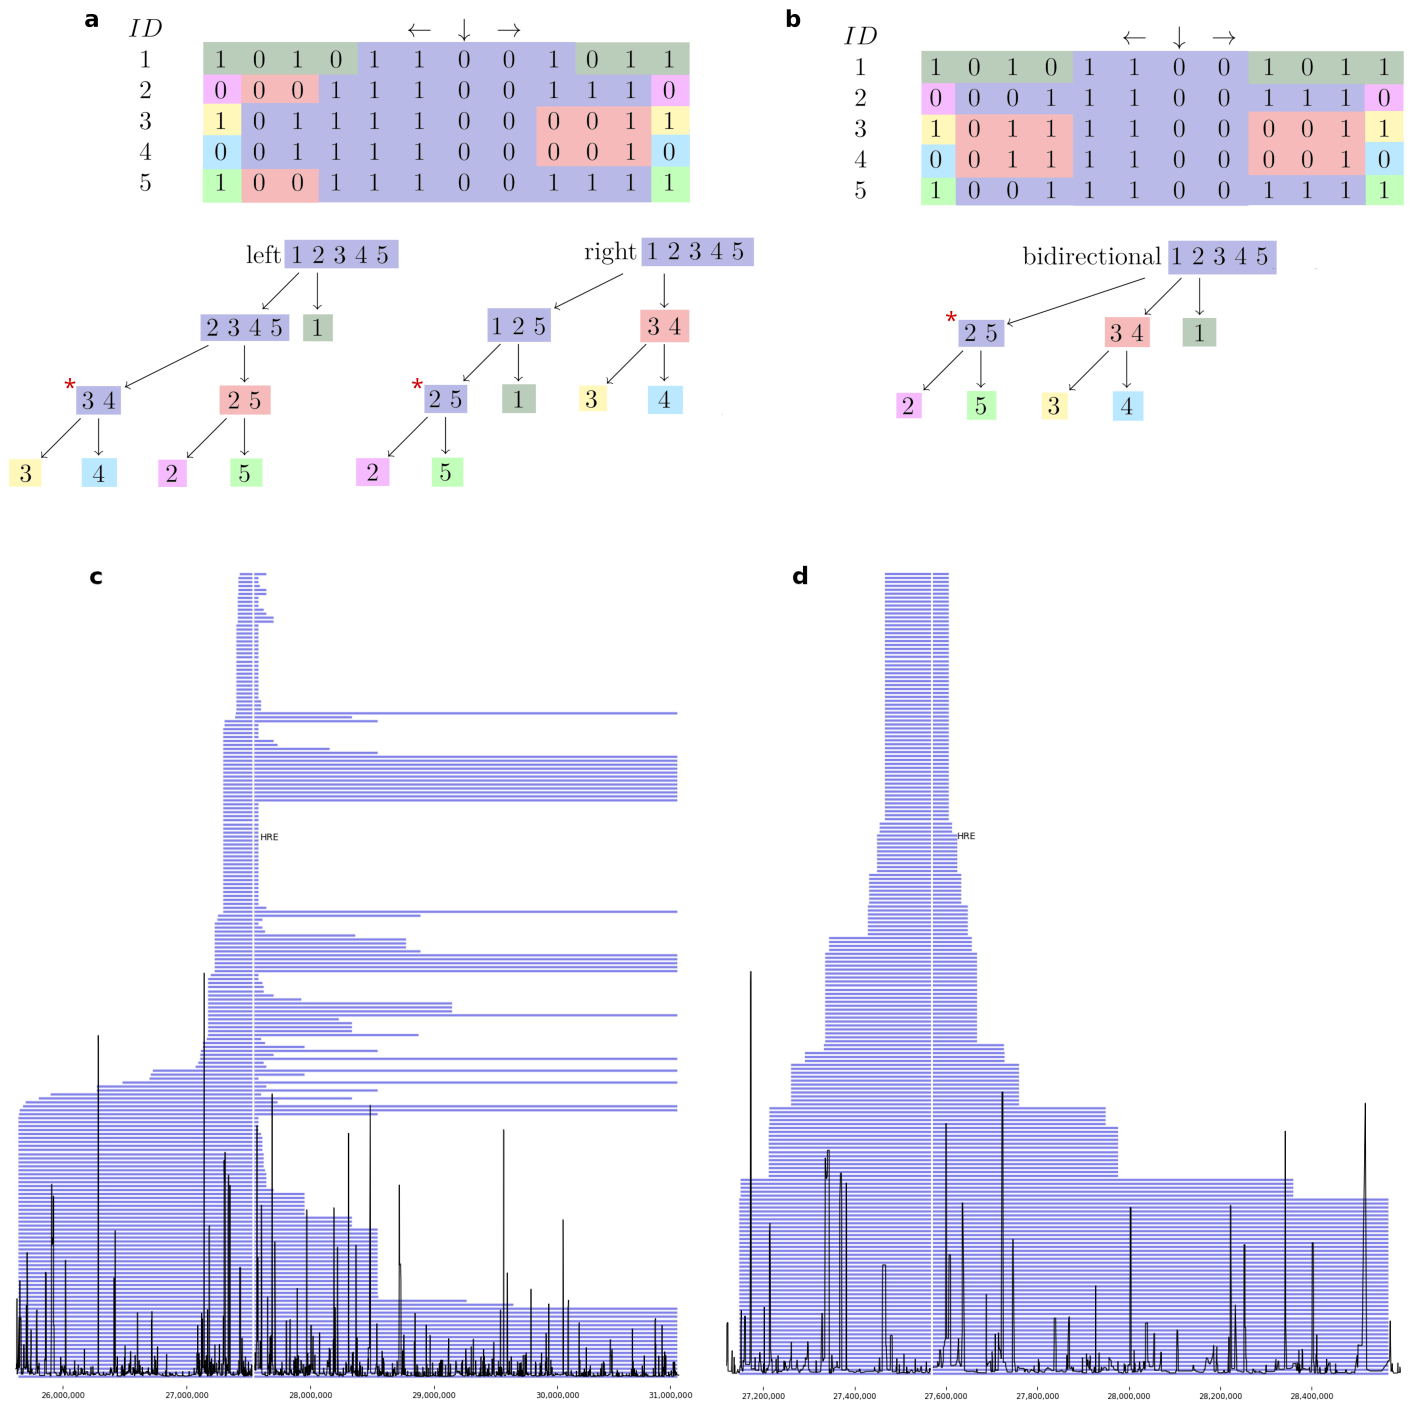 a
ID ← ↓ →
1 1 0 1 0 1 1 0 0 1 0 1 1
2 0 0 0 1 1 1 0 0 1 1 1 0
3 1 0 1 1 1 1 0 0 0 0 1 1
4 0 0 1 1 1 1 0 0 0 0 1 0
5 1 0 0 1 1 1 0 0 1 1 1 1
left 1 2 3 4 5
2 3 4 5 1
* 3 4 2 5
3 4 2 5
right 1 2 3 4 5
1 2 5 3 4
* 2 5 1 3 4
2 5
b
ID ← ↓ →
1 1 0 1 0 1 1 0 0 1 0 1 1
2 0 0 0 1 1 1 0 0 1 1 1 0
3 1 0 1 1 1 1 0 0 0 0 1 1
4 0 0 1 1 1 1 0 0 0 0 1 0
5 1 0 0 1 1 1 0 0 1 1 1 1
bidirectional 1 2 3 4 5
* 2 5 3 4 1
2 5 3 4
c
HRE
26,000,000 27,000,000 28,000,000 29,000,000 30,000,000 31,000,000
d
HRE
27,200,000 27,400,000 27,600,000 27,800,000 28,000,000 28,200,000 28,400,000